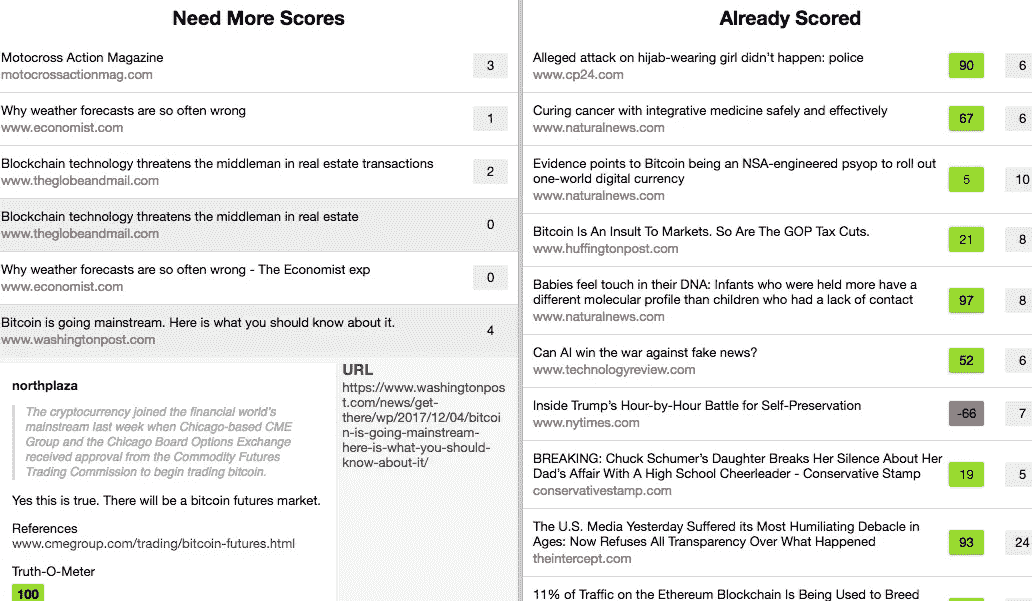 Need More Scores
Motocross Action Magazine
motocrossactionmag.com
3
Why weather forecasts are so often wrong
www.economist.com
1
Blockchain technology threatens the middleman in real estate transactions
www.theglobeandmail.com
2
Blockchain technology threatens the middleman in real estate
www.theglobeandmail.com
0
Why weather forecasts are so often wrong - The Economist exp
www.economist.com
0
Bitcoin is going mainstream. Here is what you should know about it.
www.washingtonpost.com
4
northplaza
The cryptocurrency joined the financial world's
mainstream last week when Chicago-based CME
Group and the Chicago Board Options Exchange
received approval from the Commodity Futures
Trading Commission to begin trading bitcoin.
Yes this is true. There will be a bitcoin futures market.
References
www.cmegroup.com/trading/bitcoin-futures.html
Truth-O-Meter
100
URL
https://www.washingtonpos
t.com/news/get-
there/wp/2017/12/04/bitcoi
n-is-going-mainstream-
here-is-what-you-should-
know-about-it/
Already Scored
Alleged attack on hijab-wearing girl didn't happen: police
www.cp24.com
90
6
Curing cancer with integrative medicine safely and effectively
www.naturalnews.com
67
6
Evidence points to Bitcoin being an NSA-engineered psyop to roll out
one-world digital currency
www.naturalnews.com
5
10
Bitcoin Is An Insult To Markets. So Are The GOP Tax Cuts.
www.huffingtonpost.com
21
8
Babies feel touch in their DNA: Infants who were held more have a
different molecular profile than children who had a lack of contact
www.naturalnews.com
97
8
Can AI win the war against fake news?
www.technologyreview.com
52
6
Inside Trump's Hour-by-Hour Battle for Self-Preservation
www.nytimes.com
-66
7
BREAKING: Chuck Schumer's Daughter Breaks Her Silence About Her
Dad's Affair With A High School Cheerleader - Conservative Stamp
conservativestamp.com
19
5
The U.S. Media Yesterday Suffered its Most Humiliating Debacle in
Ages: Now Refuses All Transparency Over What Happened
theintercept.com
93
24
11% of Traffic on the Ethereum Blockchain Is Being Used to Breed